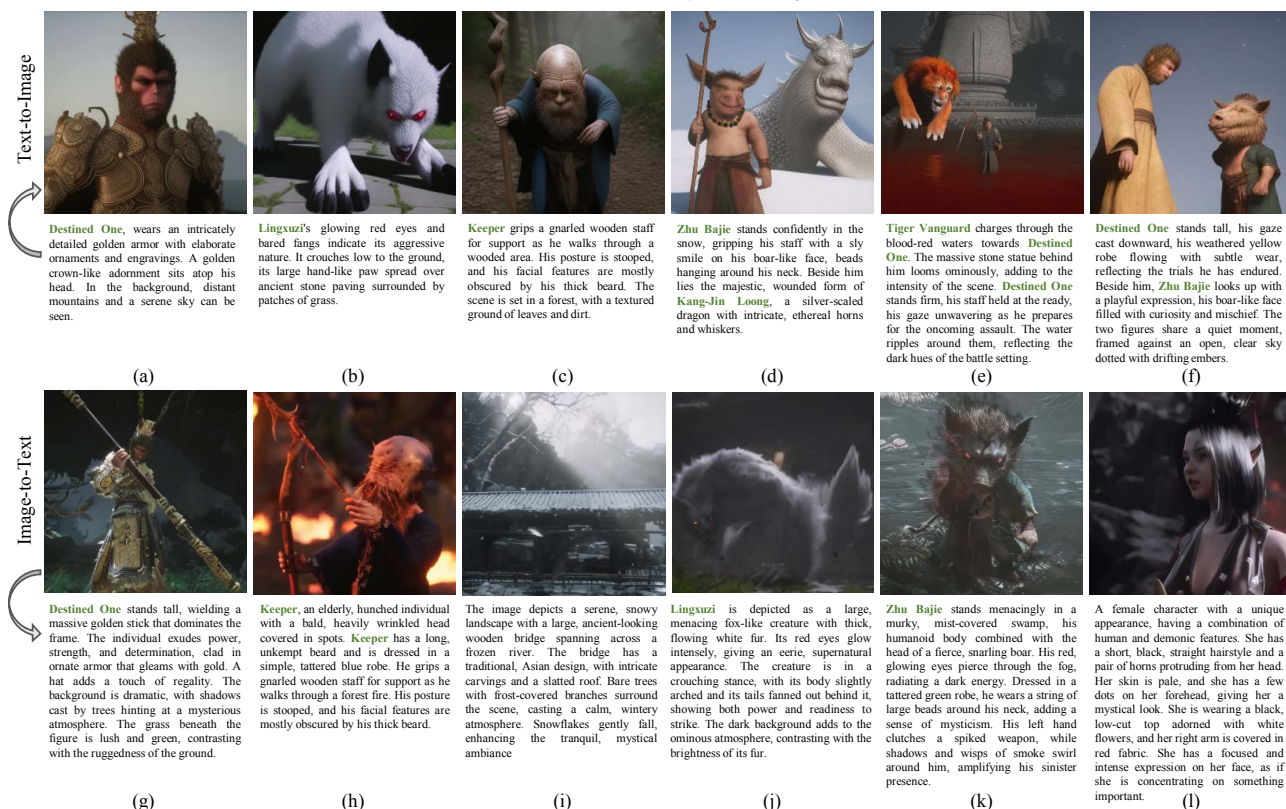 Text-to-Image
Destined One, wears an intricately
detailed golden armor with elaborate
ornaments and engravings. A golden
crown-like adornment sits atop his
head. In the background, distant
mountains and a serene sky can be
seen.
(a)
Lingxuzi's glowing red eyes and
bared fangs indicate its aggressive
nature. It crouches low to the ground,
its large hand-like paw spread over
ancient stone paving surrounded by
patches of grass.
(b)
Keeper grips a gnarled wooden staff
for support as he walks through a
wooded area. His posture is stooped,
and his facial features are mostly
obscured by his thick beard. The
scene is set in a forest, with a textured
ground of leaves and dirt.
(c)
Zhu Bajie stands confidently in the
snow, gripping his staff with a sly
smile on his boar-like face, beads
hanging around his neck. Beside him
lies the majestic, wounded form of
Kang-Jin Loong, a silver-scaled
dragon with intricate, ethereal horns
and whiskers.
(d)
Tiger Vanguard charges through the
blood-red waters towards Destined
One. The massive stone statue behind
him looms ominously, adding to the
intensity of the scene. Destined One
stands firm, his staff held at the ready,
his gaze unwavering as he prepares
for the oncoming assault. The water
ripples around them, reflecting the
dark hues of the battle setting.
(e)
Destined One stands tall, his gaze
cast downward, his weathered yellow
robe flowing with subtle wear,
reflecting the trials he has endured.
Beside him, Zhu Bajie looks up with
a playful expression, his boar-like face
filled with curiosity and mischief. The
two figures share a quiet moment,
framed against an open, clear sky
dotted with drifting embers.
(f)
Image-to-Text
Destined One stands tall, wielding a
massive golden stick that dominates the
frame. The individual exudes power,
strength, and determination, clad in
ornate armor that gleams with gold. A
hat adds a touch of regality. The
background is dramatic, with shadows
cast by trees hinting at a mysterious
atmosphere. The grass beneath the
figure is lush and green, contrasting
with the ruggedness of the ground.
(g)
Keeper, an elderly, hunched individual
with a bald, heavily wrinkled head
covered in spots. Keeper has a long,
unkempt beard and is dressed in a
simple, tattered blue robe. He grips a
gnarled wooden staff for support as he
walks through a forest fire. His posture
is stooped, and his facial features are
mostly obscured by his thick beard.
(h)
The image depicts a serene, snowy
landscape with a large, ancient-looking
wooden bridge spanning across a
frozen river. The bridge has a
traditional, Asian design, with intricate
carvings and a slatted roof. Bare trees
with frost-covered branches surround
the scene, casting a calm, wintery
atmosphere. Snowflakes gently fall,
enhancing the tranquil, mystical
ambiance
(i)
Lingxuzi is depicted as a large,
menacing fox-like creature with thick,
flowing white fur. Its red eyes glow
intensely, giving an eerie, supernatural
appearance. The creature is in a
crouching stance, with its body slightly
arched and its tails fanned out behind it,
showing both power and readiness to
strike. The dark background adds to the
ominous atmosphere, contrasting with the
brightness of its fur.
(j)
Zhu Bajie stands menacingly in a
murky, mist-covered swamp, his
humanoid body combined with the
head of a fierce, snarling boar. His red,
glowing eyes pierce through the fog,
radiating a dark energy. Dressed in a
tattered green robe, he wears a string of
large beads around his neck, adding a
sense of mysticism. His left hand
clutches a spiked weapon, while
shadows and wisps of smoke swirl
around him, amplifying his sinister
presence.
(k)
A female character with a unique
appearance, having a combination of
human and demonic features. She has
a short, black, straight hairstyle and a
pair of horns protruding from her head.
Her skin is pale, and she has a few
dots on her forehead, giving her a
mystical look. She is wearing a black,
low-cut top adorned with white
flowers, and her right arm is covered in
red fabric. She has a focused and
intense expression on her face, as if
she is concentrating on something
important.
(l)